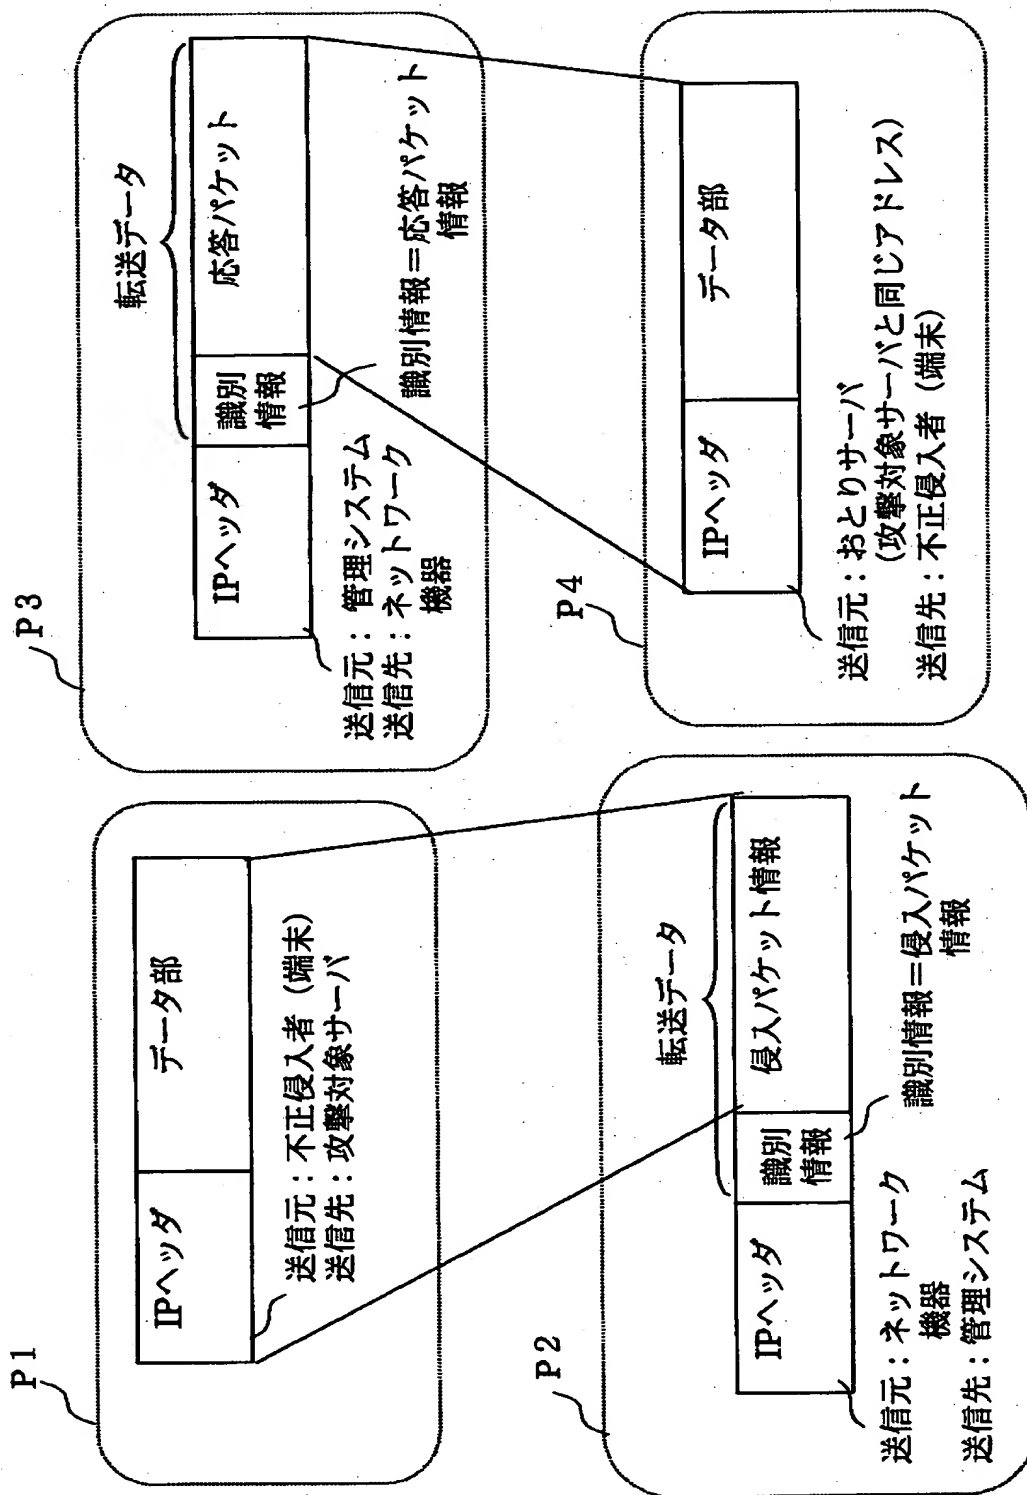 P1
IPヘッダ
データ部
送信元：不正侵入者（端末）
送信先：攻撃対象サーバ
P2
転送データ
IPヘッダ
識別
情報
侵入パケット情報
送信元：ネットワーク
機器
送信先：管理システム
識別情報＝侵入パケット
情報
P3
転送データ
IPヘッダ
識別
情報
応答パケット
送信元：管理システム
送信先：ネットワーク
機器
識別情報＝応答パケット
情報
P4
IPヘッダ
データ部
送信元：おとりサーバ
(攻撃対象サーバと同じアドレス)
送信先：不正侵入者（端末）